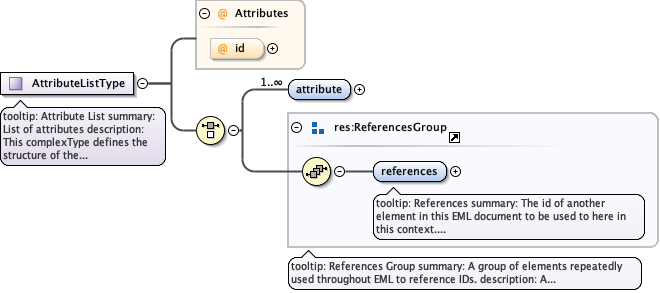 @ Attributes
@ id
AttributeListType
tooltip: Attribute List summary:
List of attributes description:
This complexType defines the
structure of the...
1..∞
attribute
res:ReferencesGroup
references
tooltip: References summary: The id of another
element in this EML document to be used to here in
this context....
tooltip: References Group summary: A group of elements repeatedly
used throughout EML to reference IDs. description: A...